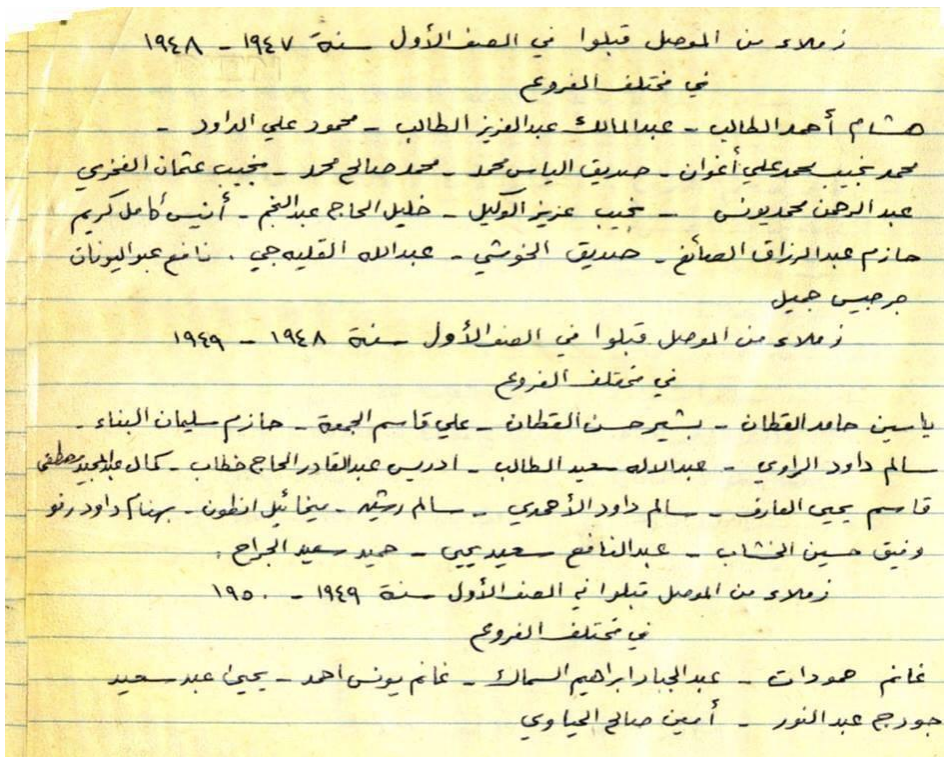 زملاء من الموصل قبلوا في الصف الأول سنة ١٩٤٧ - ١٩٤٨
في مختلف الفروع
هشام أحمد الطالب - عبدالمالك عبدالعزيز الطالب - محمود علي الداود -
محمد نجيب محمد علي أغوان - صديق الياس محمد - محمد صالح محمد - نجيب عثمان الفخري
عبدالرحمن محمد يونس - نجيب عزيز الوكيل - خليل الحاج عبدالنجم - أنيس كامل كريم
حازم عبدالرزاق الصائغ - صديق الخوشي - عبدالله القليه جي . نافع عبواليونان
جرجيس جميل
زملاء من الموصل قبلوا في الصف الأول سنة ١٩٤٨ - ١٩٤٩
في مختلف الفروع
ياسين حامد القطان - بشير حسن القطان - علي قاسم الجمعة - حازم سليمان البناء -
سالم داود الراوي - عبدالاله سعيد الطالب - ادريس عبدالقادر الحاج خطاب - كمال عبدالمجيد مصطفى
قاسم يحيى العارف - سالم داود الأحمدي - سالم رشيد - ميخائيل انطون - بهنام داود رفو
وفيق حسين الخشاب - عبدالنافع سعيد يحيى - حميد سعيد الجراح .
زملاء من الموصل قبلوا في الصف الأول سنة ١٩٤٩ - ١٩٥٠
في مختلف الفروع
غانم حمودات - عبدالجبار ابراهيم السماك - غانم يونس احمد - يحيى عبد سعيد
جورج عبدالنور - أمين صالح الحياوي